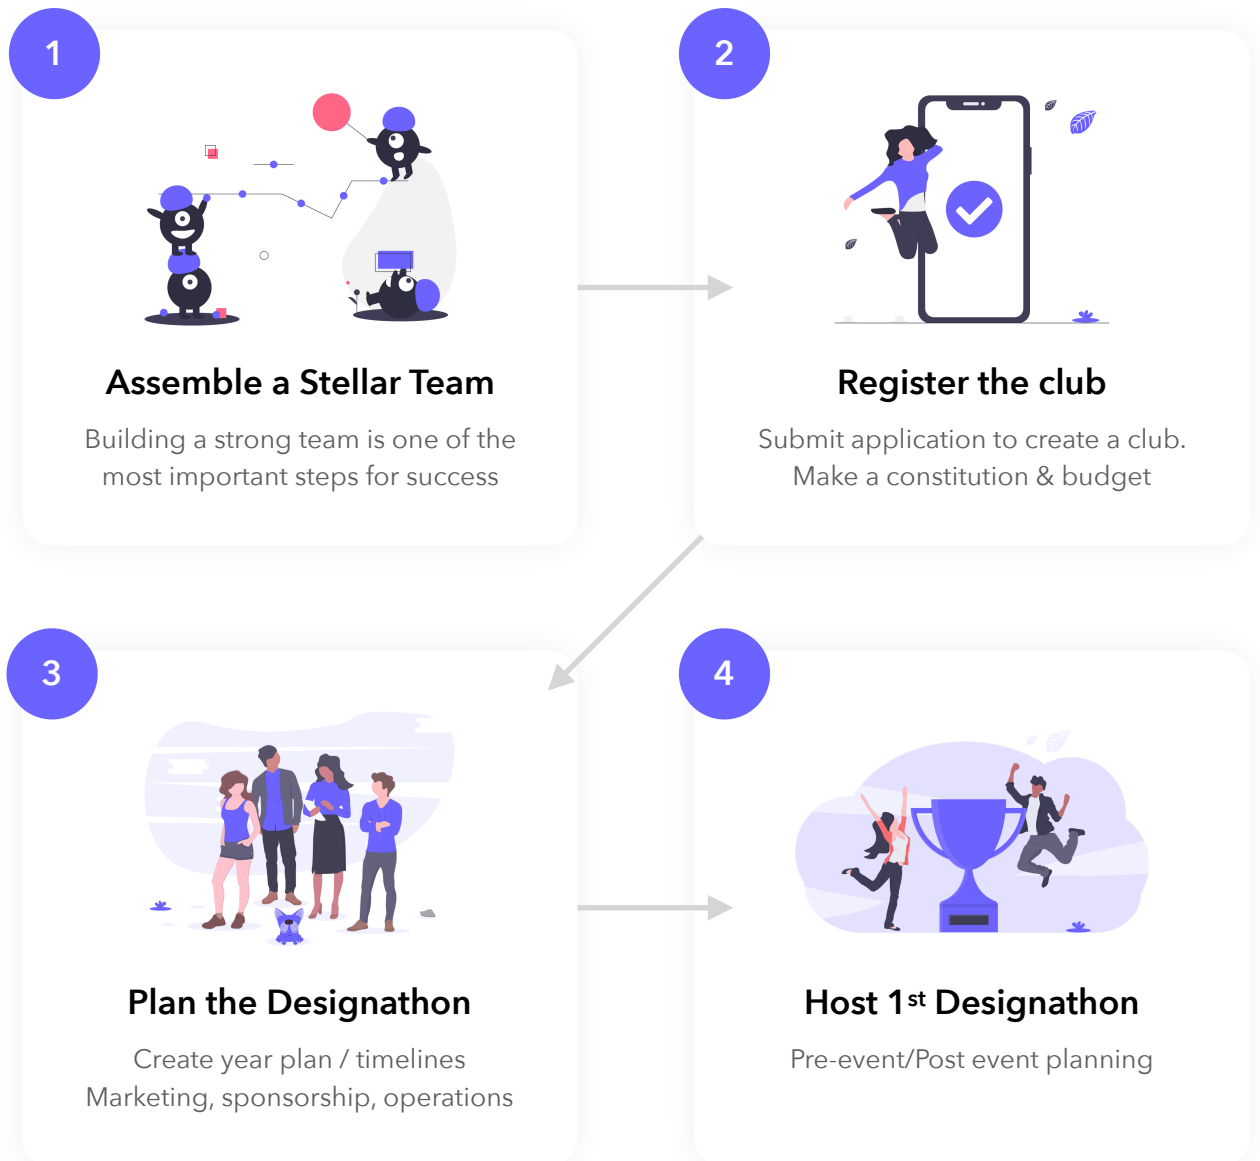 1
Assemble a Stellar Team
Building a strong team is one of the
most important steps for success
2
Register the club
Submit application to create a club.
Make a constitution & budget
3
Plan the Designathon
Create year plan / timelines
Marketing, sponsorship, operations
4
Host 1st Designathon
Pre-event/Post event planning